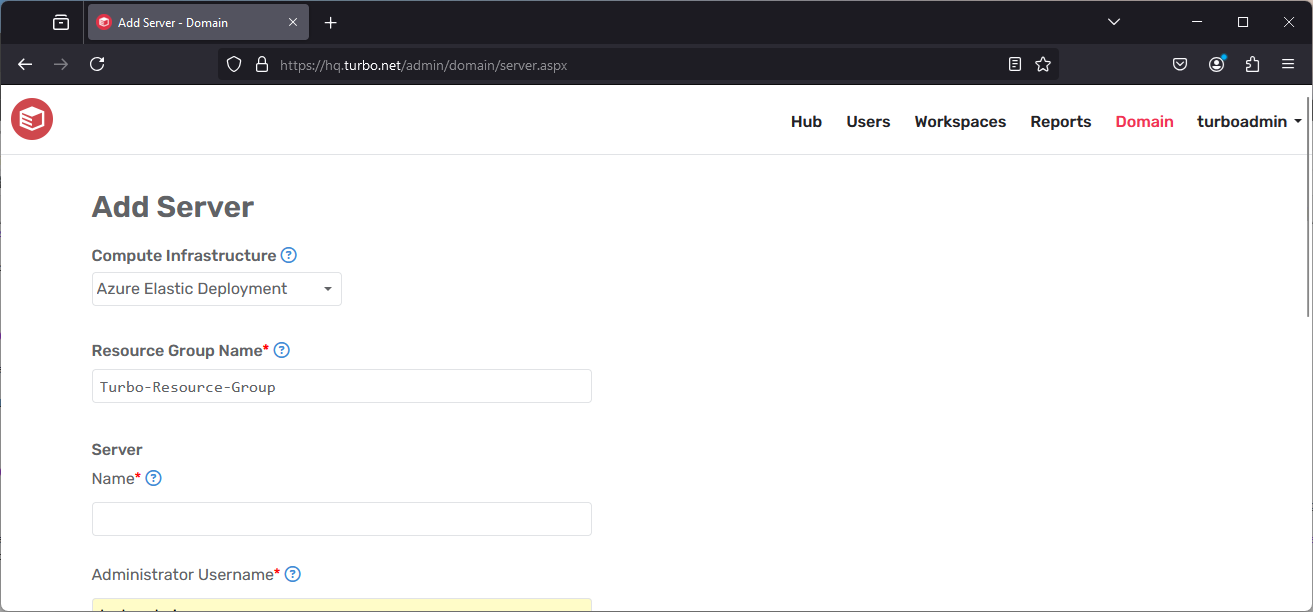 Add Server - Domain
https://hq.turbo.net/admin/domain/server.aspx
Hub Users Workspaces Reports Domain turboadmin
Add Server
Compute Infrastructure ?
Azure Elastic Deployment
Resource Group Name* ?
Turbo-Resource-Group
Server
Name* ?
Administrator Username* ?